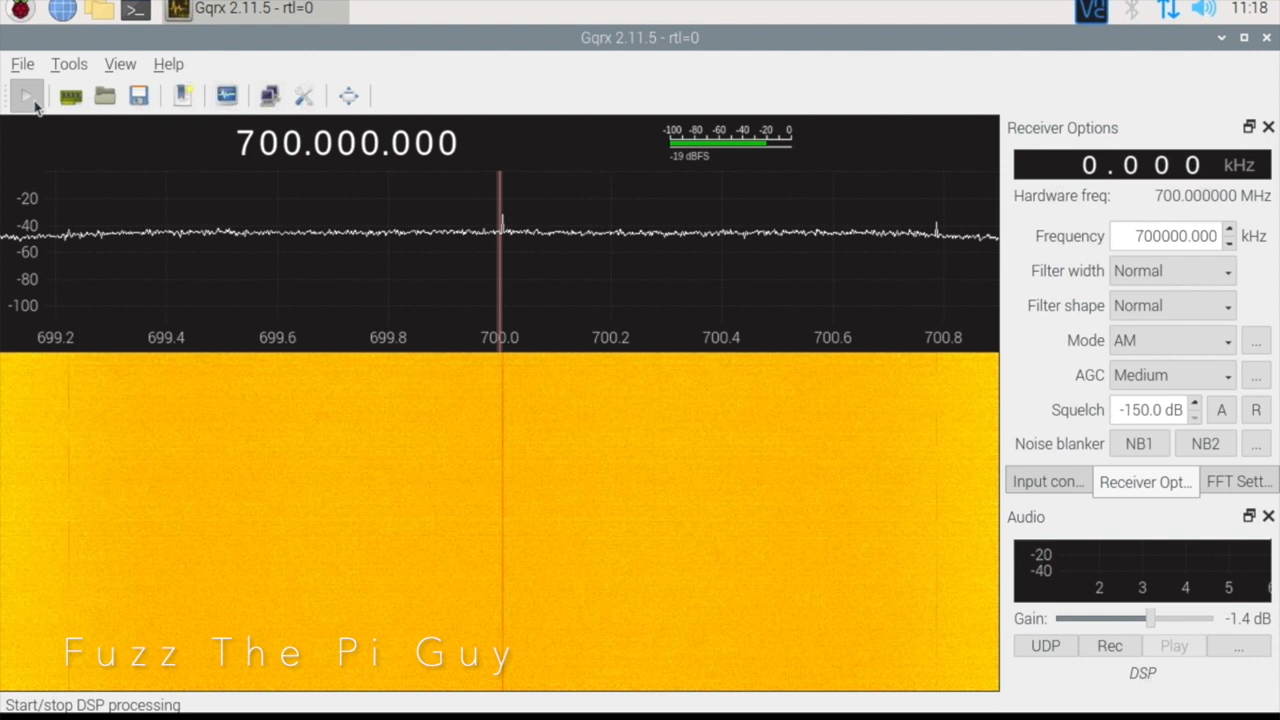 Gqrx 2.11.5 - rtl=0
11:18
Gqrx 2.11.5 - rtl=0
File Tools View Help
700.000.000
-100 -80 -60 -40 -20 0
-19 dBFS
-20
-40
-60
-80
-100
699.2 699.4 699.6 699.8 700.0 700.2 700.4 700.6 700.8
Receiver Options
0.000 kHz
Hardware freq: 700.000000 MHz
Frequency 700000.000 kHz
Filter width Normal
Filter shape Normal
Mode AM ...
AGC Medium ...
Squelch -150.0 dB A R
Noise blanker NB1 NB2 ...
Input con... Receiver Opt... FFT Sett...
Audio
-20
-40
2 3 4 5
Gain: -1.4 dB
UDP Rec Play ...
DSP
Fuzz The Pi Guy
Start/stop DSP processing